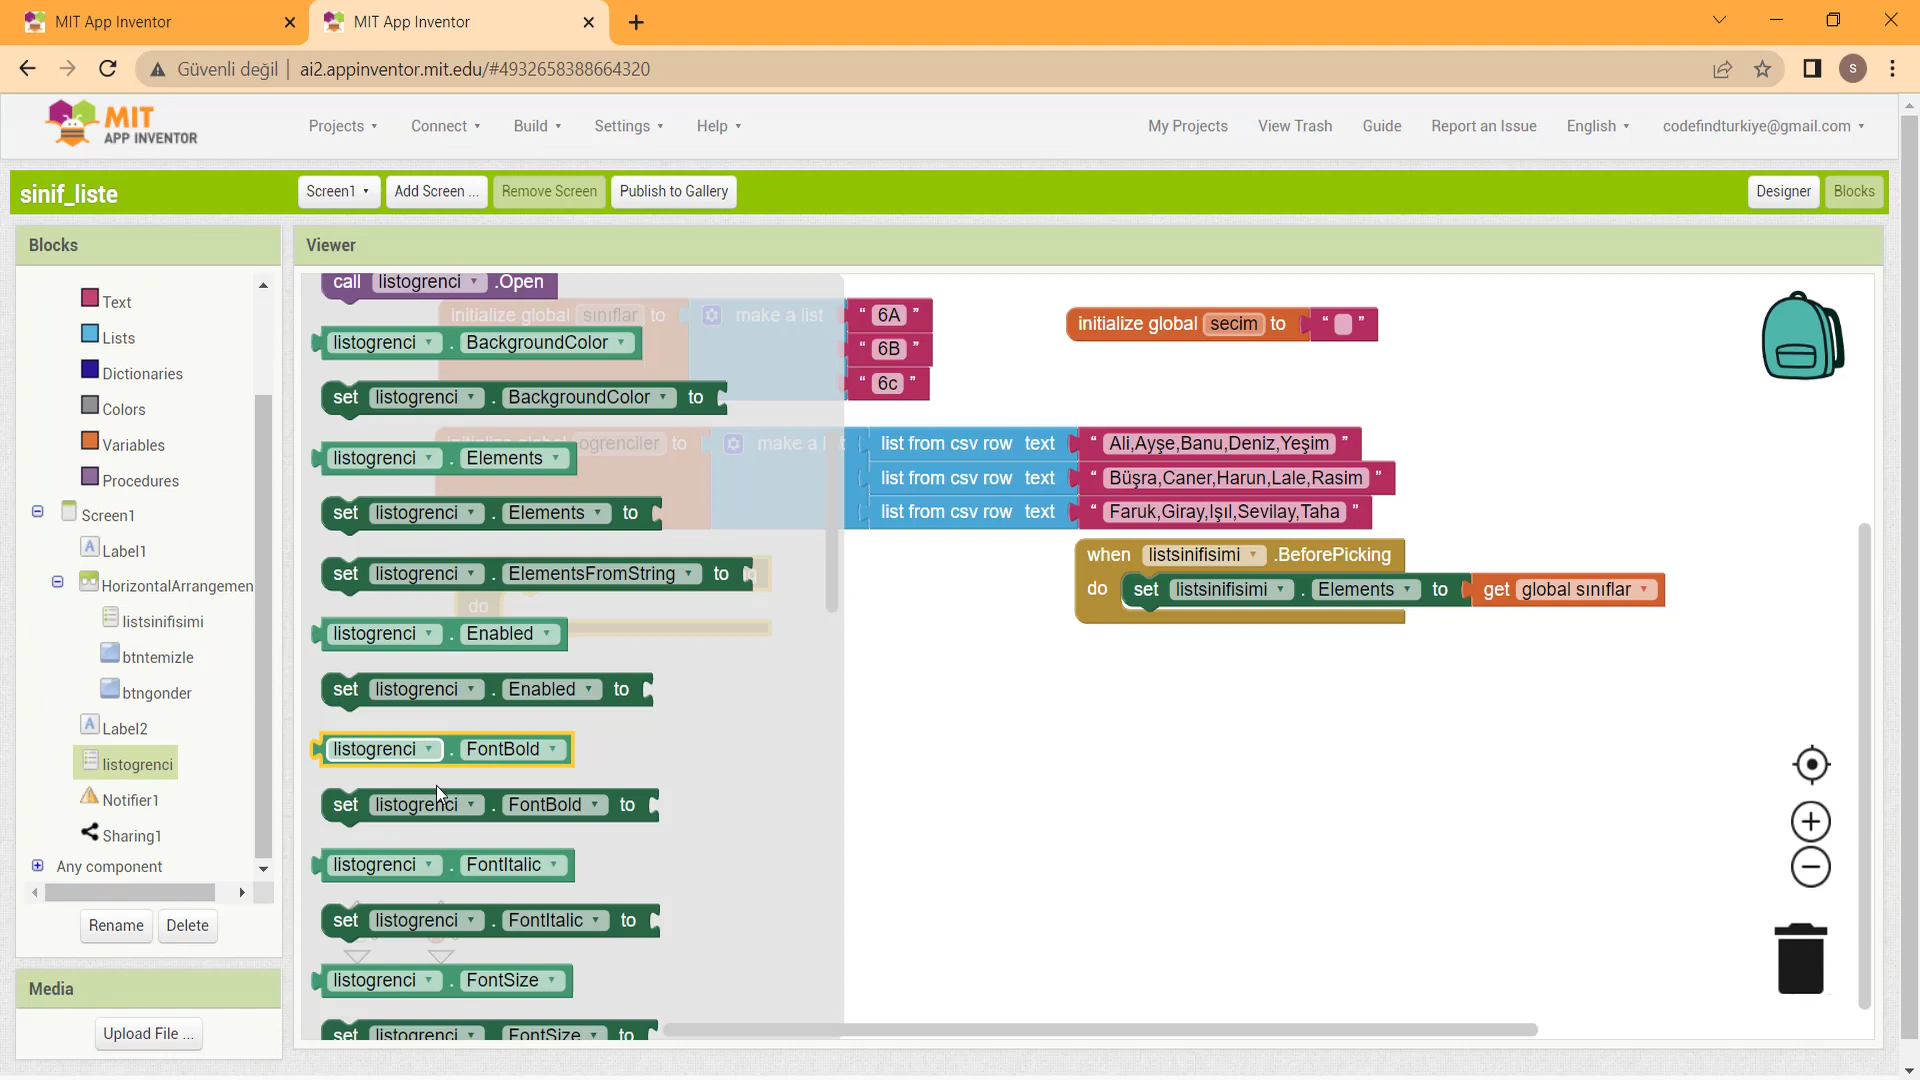 MIT App Inventor
MIT App Inventor
Güvenli değil
ai2.appinventor.mit.edu/#4932658388664320
S
MIT
APP INVENTOR
Projects
Connect
Build
Settings
Help
My Projects
View Trash
Guide
Report an Issue
English
codefindturkiye@gmail.com
sinif_liste
Screen1
Add Screen ...
Remove Screen
Publish to Gallery
Designer
Blocks
Blocks
Text
Lists
Dictionaries
Colors
Variables
Procedures
Screen1
Label1
HorizontalArrangemen
listsinifisimi
btntemizle
btngonder
Label2
listogrenci
Notifier1
Sharing1
Any component
Rename
Delete
Media
Upload File ...
Viewer
call listogrenci .Open
listogrenci . BackgroundColor
set listogrenci . BackgroundColor to
listogrenci . Elements
set listogrenci . Elements to
set listogrenci . ElementsFromString to
listogrenci . Enabled
set listogrenci . Enabled to
listogrenci . FontBold
set listogrenci . FontBold to
listogrenci . FontItalic
set listogrenci . FontItalic to
listogrenci . FontSize
set listogrenci . FontSize to
initialize global sınıflar to make a list
“ 6A ”
“ 6B ”
“ 6c ”
initialize global secim to “ ”
initialize global ogrenciler to make a l t
list from csv row text “ Ali,Ayşe,Banu,Deniz,Yeşim ”
list from csv row text “ Büşra,Caner,Harun,Lale,Rasim ”
list from csv row text “ Faruk,Giray,Işıl,Sevilay,Taha ”
do
when listsinifisimi .BeforePicking
do set listsinifisimi . Elements to get global sınıflar